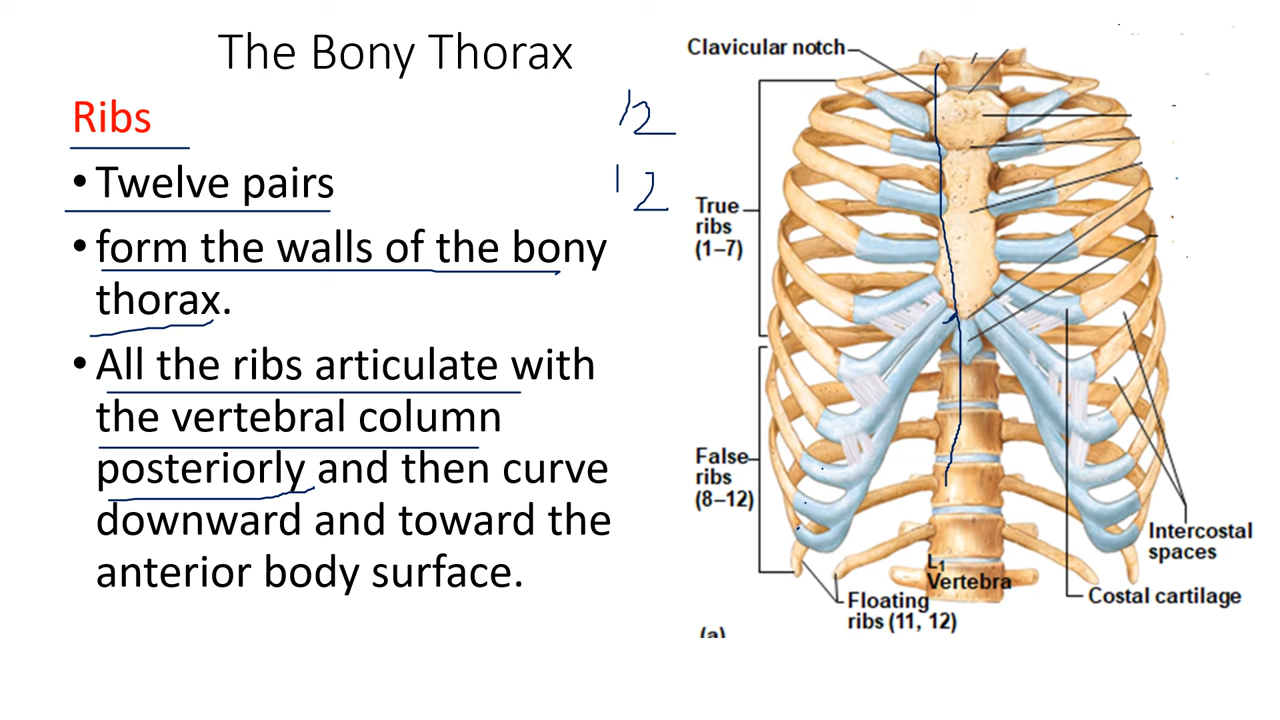 The Bony Thorax
Ribs
• Twelve pairs
• form the walls of the bony
thorax.
• All the ribs articulate with
the vertebral column
posteriorly and then curve
downward and toward the
anterior body surface.
12
12
Clavicular notch
True
ribs
(1–7)
False
ribs
(8–12)
L1
Vertebra
Floating
ribs (11, 12)
Intercostal
spaces
Costal cartilage
(a)